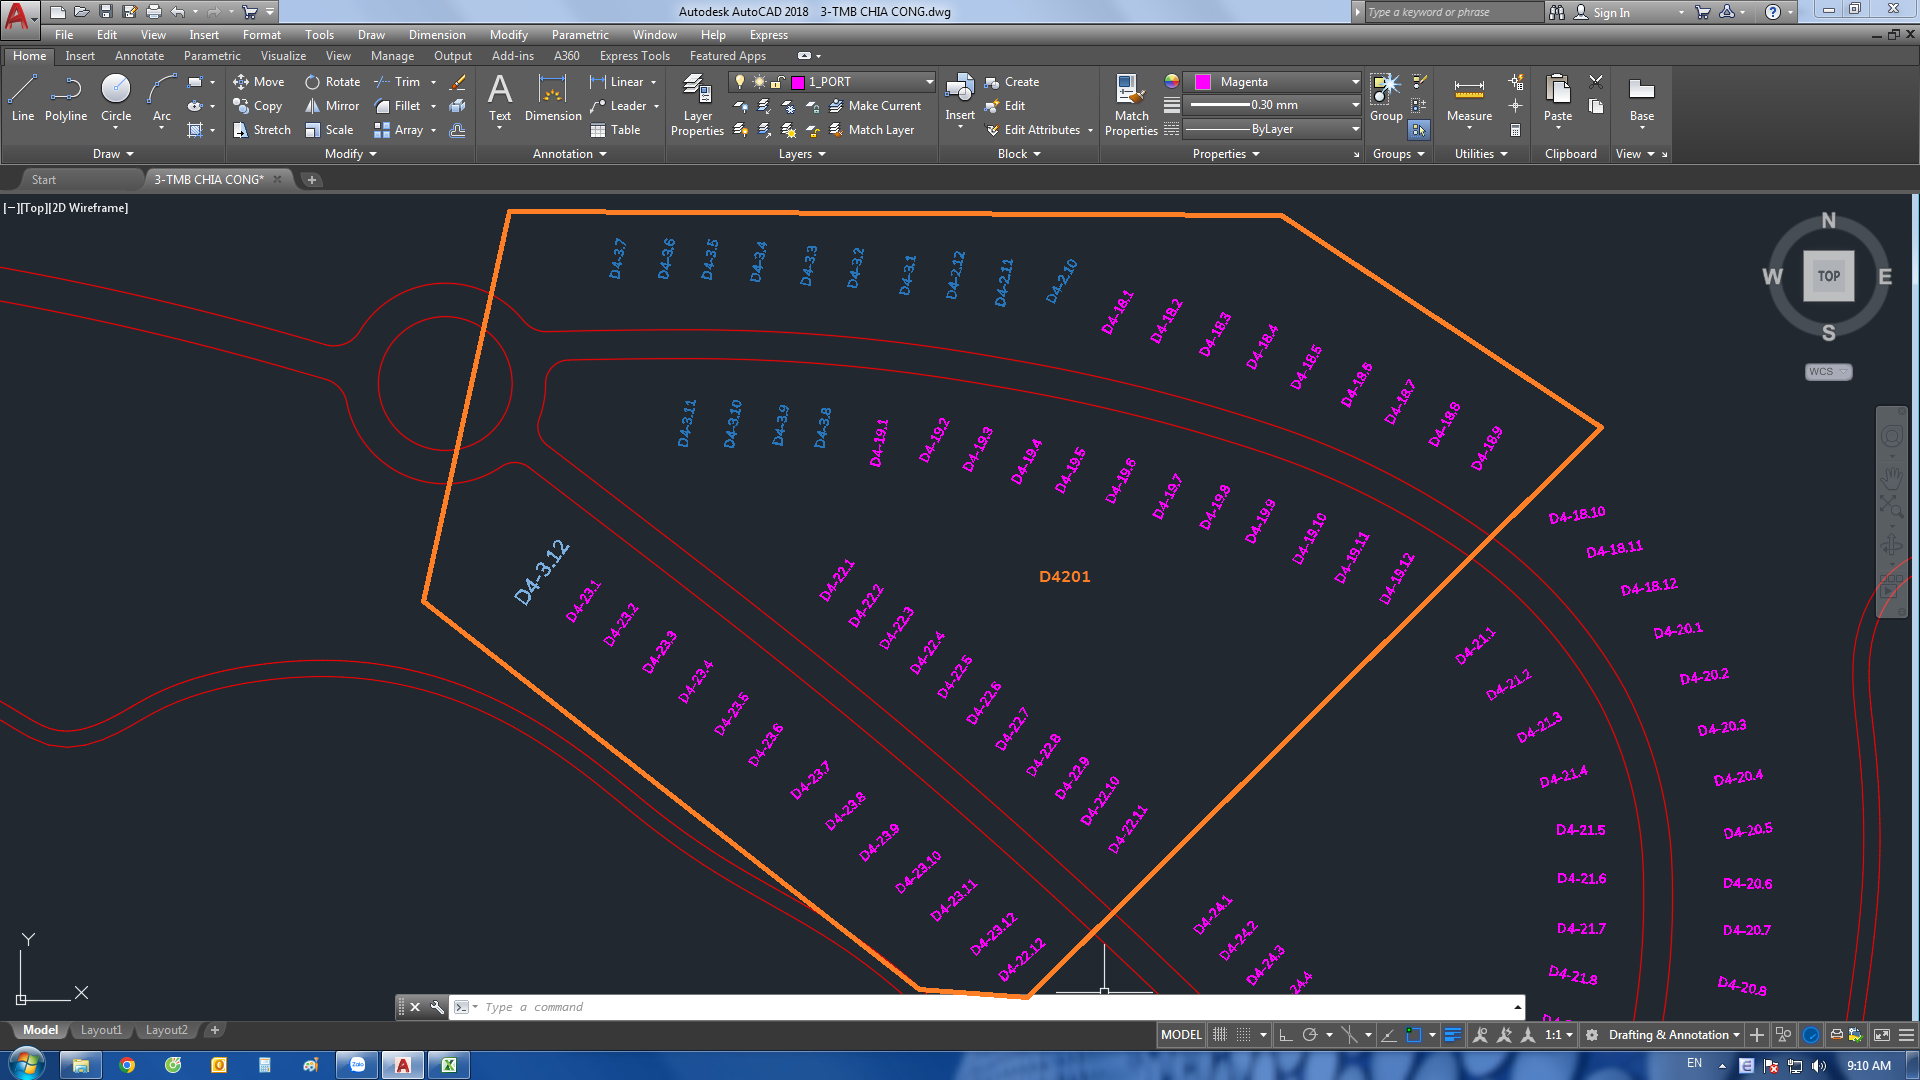 Autodesk AutoCAD 2018 3-TMB CHIA CONG.dwg
Type a keyword or phrase
Sign In
File Edit View Insert Format Tools Draw Dimension Modify Parametric Window Help Express
Home Insert Annotate Parametric Visualize View Manage Output Add-ins A360 Express Tools Featured Apps
Line Polyline Circle Arc
Move Rotate Trim
Copy Mirror Fillet
Stretch Scale Array
Text Dimension
Linear
Leader
Table
Layer Properties
1_PORT
Make Current
Match Layer
Insert
Create
Edit
Edit Attributes
Match Properties
Magenta
0.30 mm
ByLayer
Group
Measure
Paste
Base
Draw Modify Annotation Layers Block Properties Groups Utilities Clipboard View
Start 3-TMB CHIA CONG*
[−][Top][2D Wireframe]
N
W TOP E
S
WCS
D4-3.7
D4-3.6
D4-3.5
D4-3.4
D4-3.3
D4-3.2
D4-3.1
D4-2.12
D4-2.11
D4-2.10
D4-18.1
D4-18.2
D4-18.3
D4-18.4
D4-18.5
D4-18.6
D4-18.7
D4-18.8
D4-18.9
D4-18.10
D4-18.11
D4-18.12
D4-3.11
D4-3.10
D4-3.9
D4-3.8
D4-19.1
D4-19.2
D4-19.3
D4-19.4
D4-19.5
D4-19.6
D4-19.7
D4-19.8
D4-19.9
D4-19.10
D4-19.11
D4-19.12
D4201
D4-3.12
D4-23.1
D4-23.2
D4-23.3
D4-23.4
D4-23.5
D4-23.6
D4-23.7
D4-23.8
D4-23.9
D4-23.10
D4-23.11
D4-23.12
D4-22.12
D4-22.1
D4-22.2
D4-22.3
D4-22.4
D4-22.5
D4-22.6
D4-22.7
D4-22.8
D4-22.9
D4-22.10
D4-22.11
D4-21.1
D4-21.2
D4-21.3
D4-21.4
D4-21.5
D4-21.6
D4-21.7
D4-21.8
D4-20.1
D4-20.2
D4-20.3
D4-20.4
D4-20.5
D4-20.6
D4-20.7
D4-20.8
D4-24.1
D4-24.2
D4-24.3
24.4
Y
X
Type a command
Model Layout1 Layout2
MODEL 1:1 Drafting & Annotation
Zalo
EN 9:10 AM